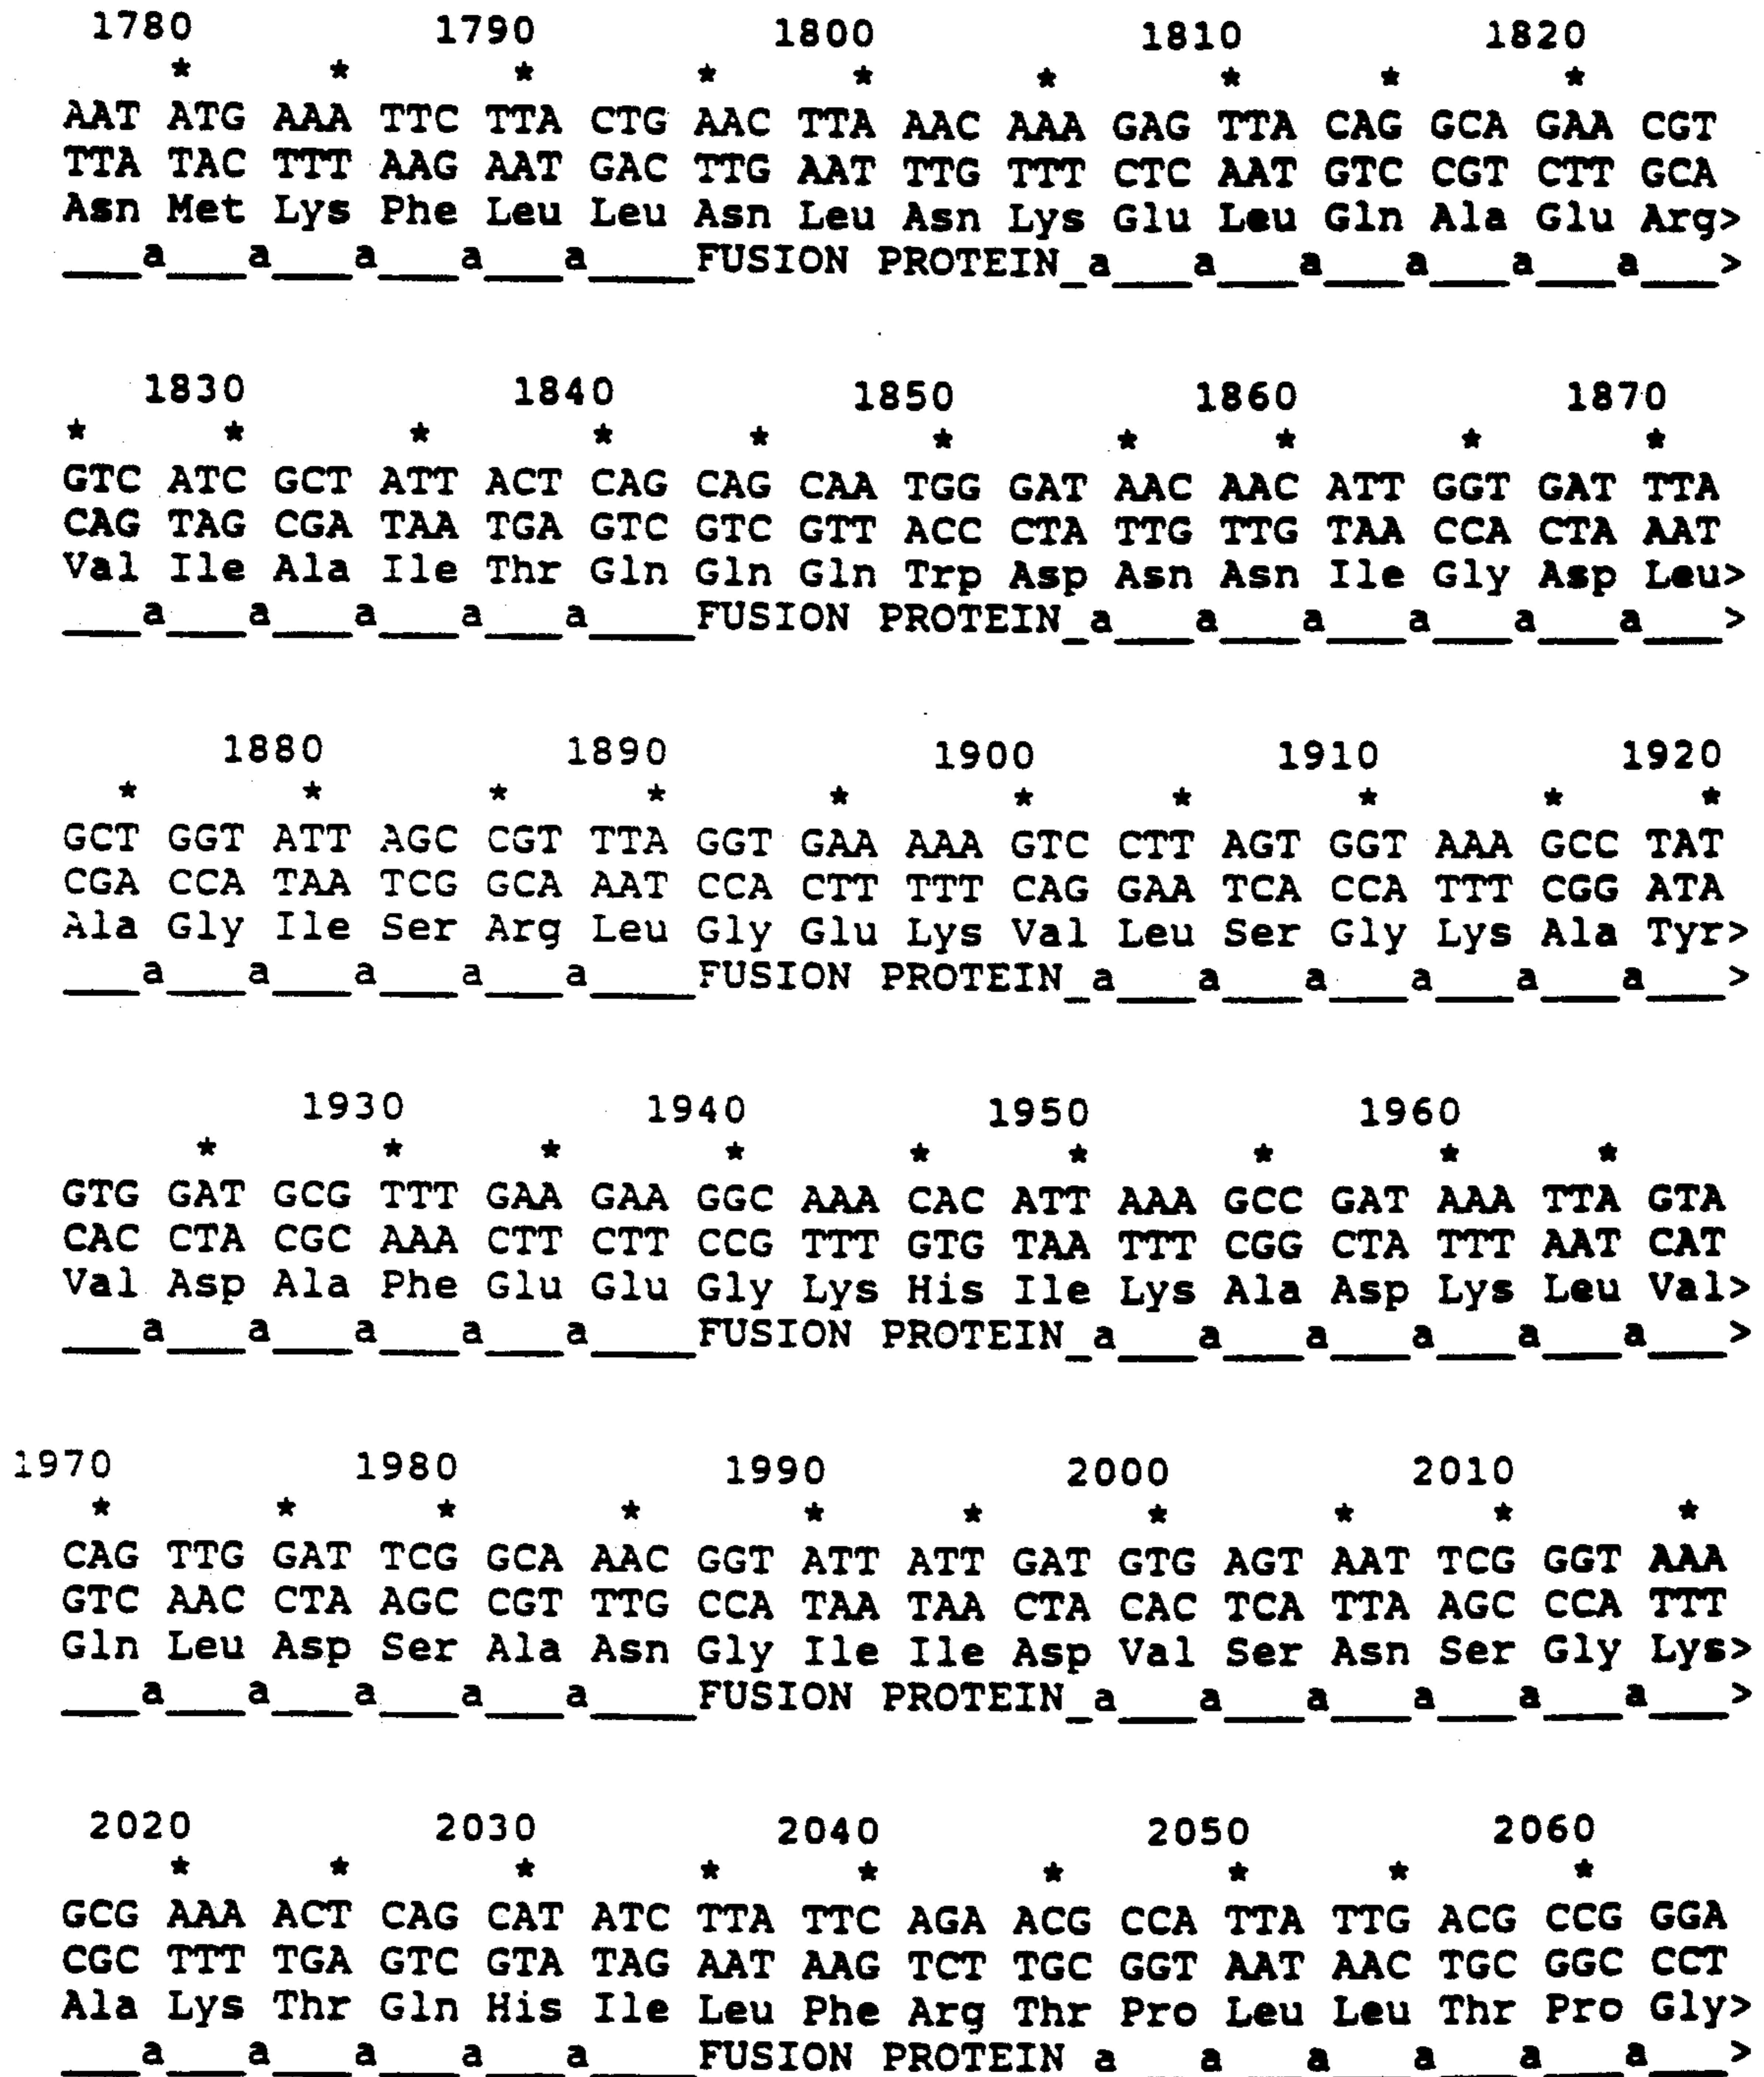 1780 1790 1800 1810 1820
* * * * * * * * *
AAT ATG AAA TTC TTA CTG AAC TTA AAC AAA GAG TTA CAG GCA GAA CGT
TTA TAC TTT AAG AAT GAC TTG AAT TTG TTT CTC AAT GTC CGT CTT GCA
Asn Met Lys Phe Leu Leu Asn Leu Asn Lys Glu Leu Gln Ala Glu Arg>
___a___a___a___a___a____FUSION PROTEIN_a___a___a___a___a___a___>
1830 1840 1850 1860 1870
* * * * * * * * * *
GTC ATC GCT ATT ACT CAG CAG CAA TGG GAT AAC AAC ATT GGT GAT TTA
CAG TAG CGA TAA TGA GTC GTC GTT ACC CTA TTG TTG TAA CCA CTA AAT
Val Ile Ala Ile Thr Gln Gln Gln Trp Asp Asn Asn Ile Gly Asp Leu>
___a___a___a___a___a____FUSION PROTEIN_a___a___a___a___a___a___>
1880 1890 1900 1910 1920
* * * * * * * * * *
GCT GGT ATT AGC CGT TTA GGT GAA AAA GTC CTT AGT GGT AAA GCC TAT
CGA CCA TAA TCG GCA AAT CCA CTT TTT CAG GAA TCA CCA TTT CGG ATA
Ala Gly Ile Ser Arg Leu Gly Glu Lys Val Leu Ser Gly Lys Ala Tyr>
___a___a___a___a___a____FUSION PROTEIN_a___a___a___a___a___a___>
1930 1940 1950 1960
* * * * * * * * *
GTG GAT GCG TTT GAA GAA GGC AAA CAC ATT AAA GCC GAT AAA TTA GTA
CAC CTA CGC AAA CTT CTT CCG TTT GTG TAA TTT CGG CTA TTT AAT CAT
Val Asp Ala Phe Glu Glu Gly Lys His Ile Lys Ala Asp Lys Leu Val>
___a___a___a___a___a____FUSION PROTEIN_a___a___a___a___a___a___>
1970 1980 1990 2000 2010
* * * * * * * * * *
CAG TTG GAT TCG GCA AAC GGT ATT ATT GAT GTG AGT AAT TCG GGT AAA
GTC AAC CTA AGC CGT TTG CCA TAA TAA CTA CAC TCA TTA AGC CCA TTT
Gln Leu Asp Ser Ala Asn Gly Ile Ile Asp Val Ser Asn Ser Gly Lys>
___a___a___a___a___a____FUSION PROTEIN_a___a___a___a___a___a___>
2020 2030 2040 2050 2060
* * * * * * * * *
GCG AAA ACT CAG CAT ATC TTA TTC AGA ACG CCA TTA TTG ACG CCG GGA
CGC TTT TGA GTC GTA TAG AAT AAG TCT TGC GGT AAT AAC TGC GGC CCT
Ala Lys Thr Gln His Ile Leu Phe Arg Thr Pro Leu Leu Thr Pro Gly>
___a___a___a___a___a____FUSION PROTEIN a___a___a___a___a___a___>